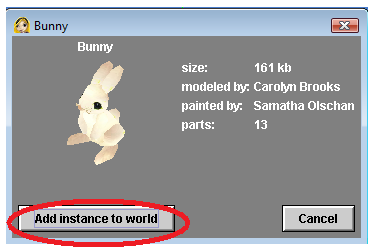 Bunny
Bunny
size: 161 kb
modeled by: Carolyn Brooks
painted by: Samatha Olschan
parts: 13
Add instance to world
Cancel